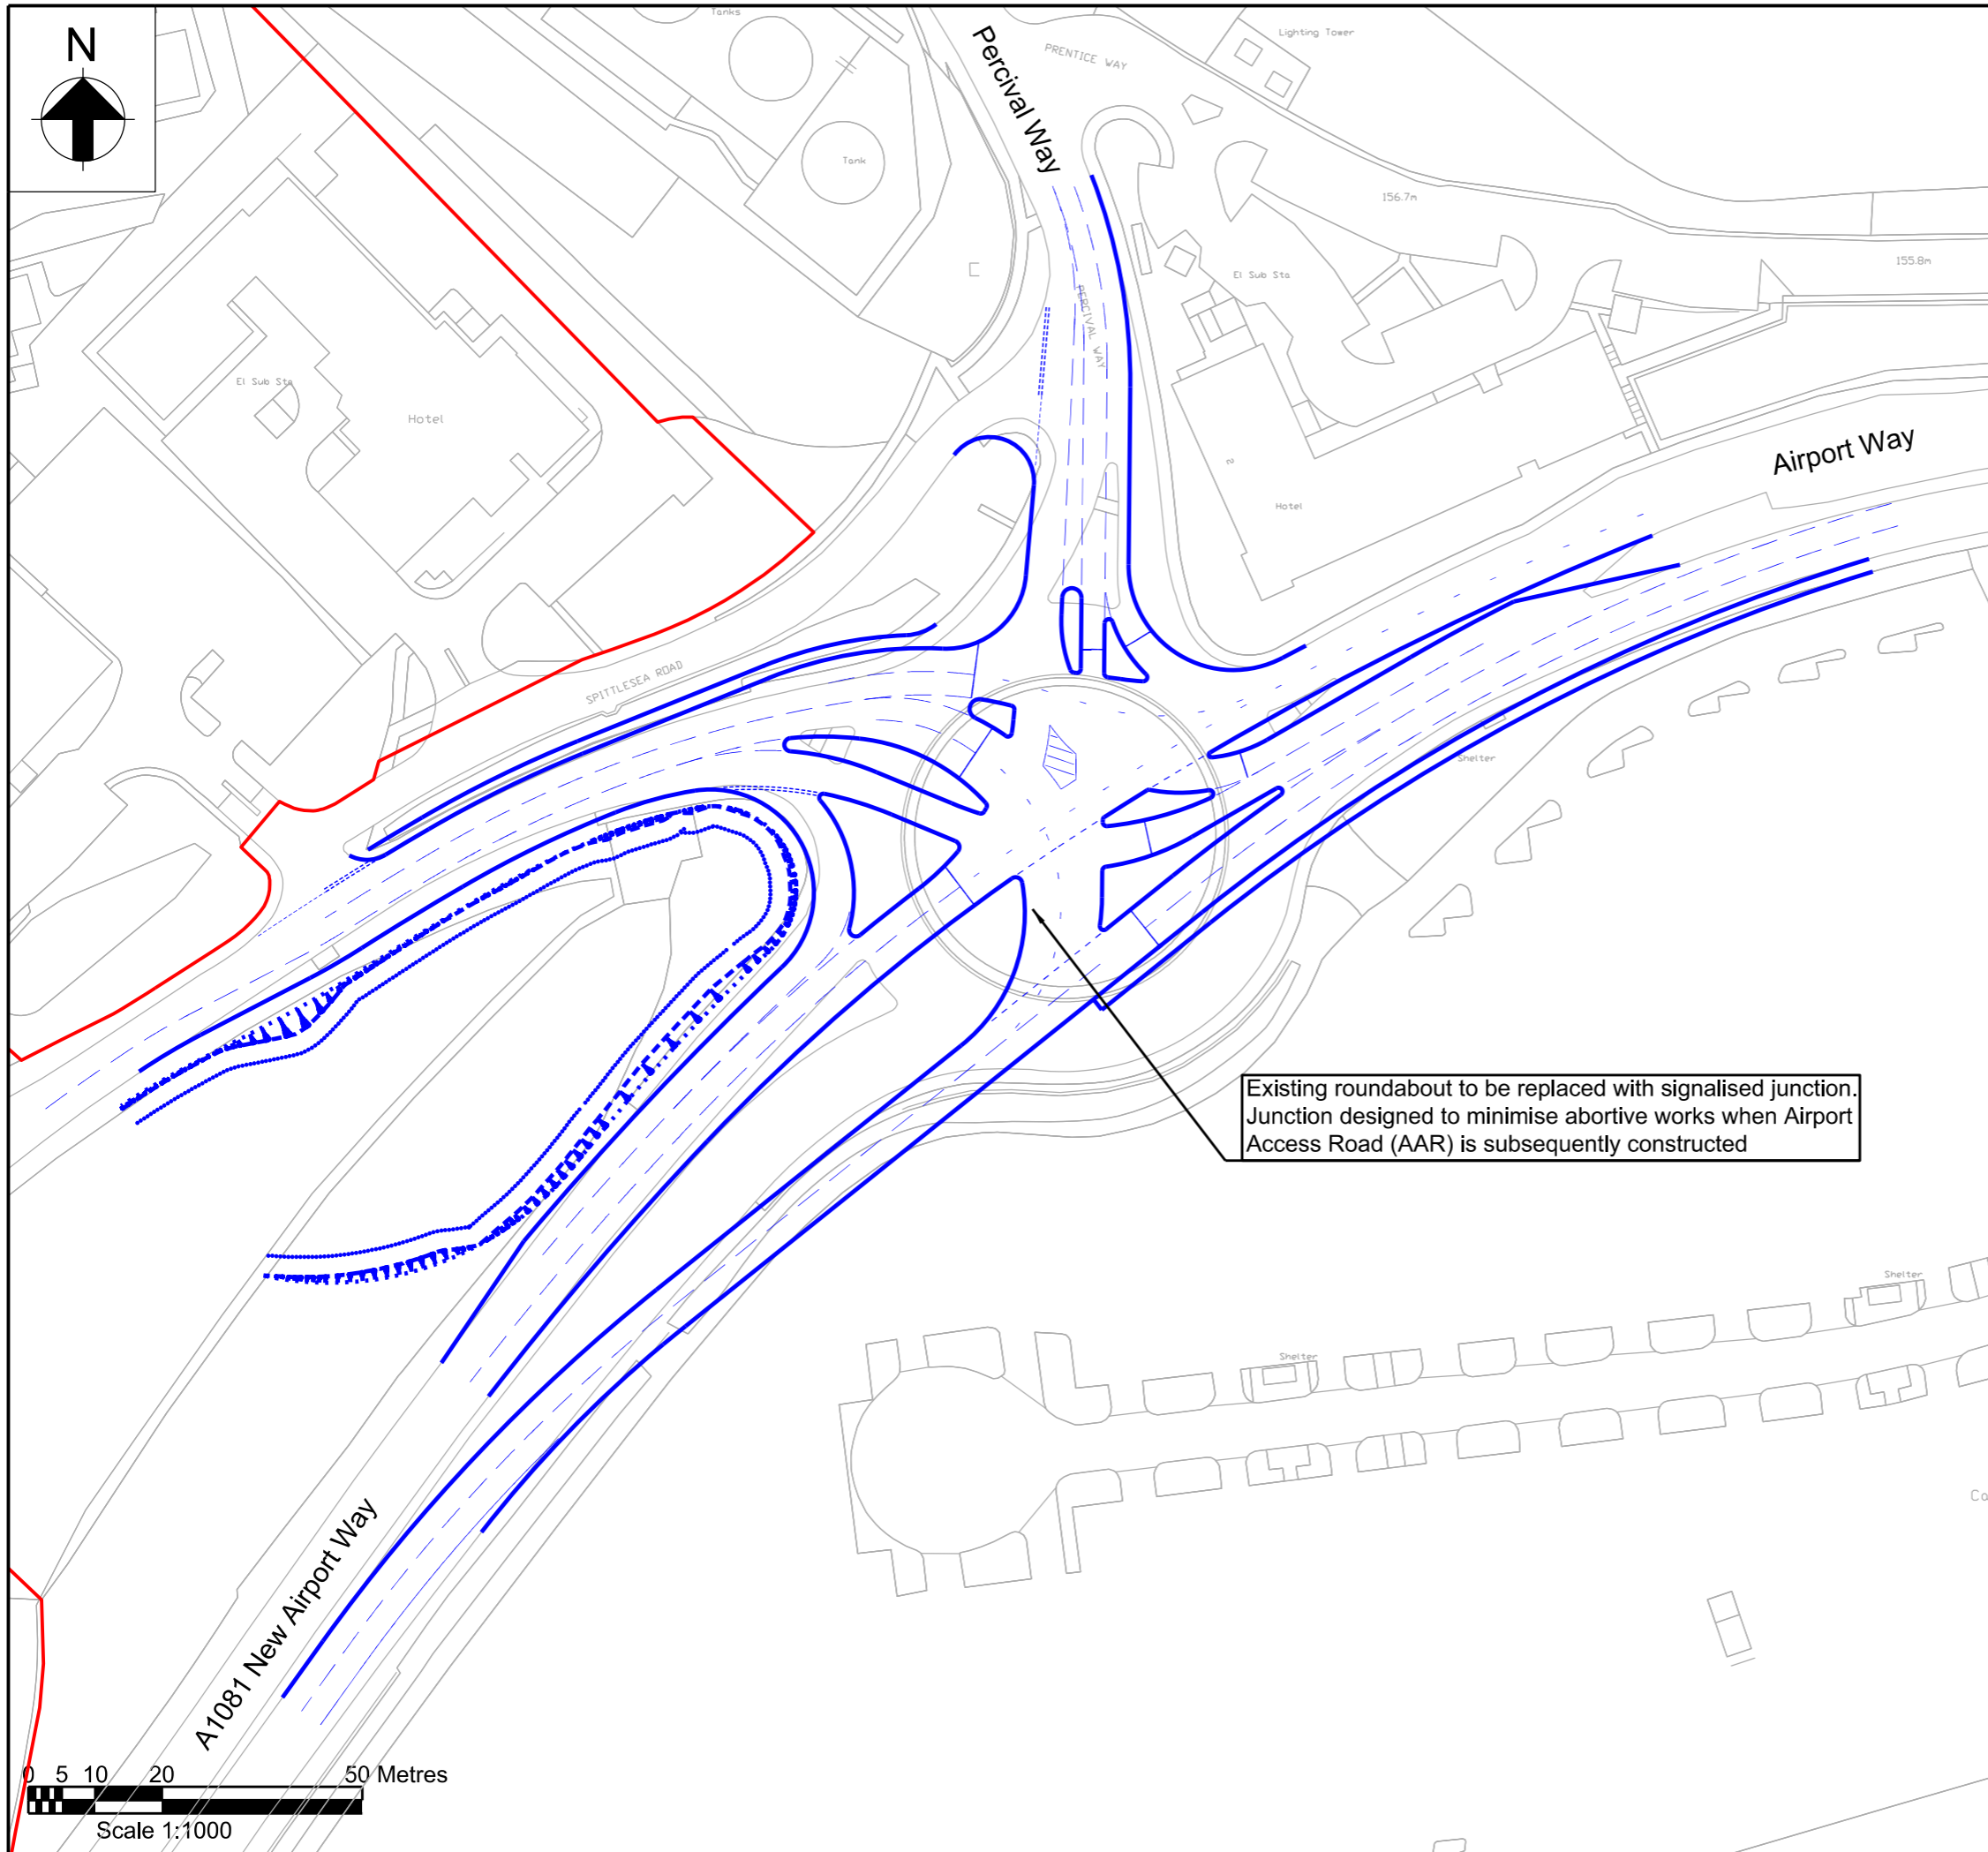 N
Tanks
Percival Way
PRENTICE WAY
Lighting Tower
Tank
156.7m
155.8m
El Sub Sta
PERCIVAL WAY
El Sub Sta
Hotel
Airport Way
2
Hotel
SPITTLESEA ROAD
Shelter
Existing roundabout to be replaced with signalised junction.
Junction designed to minimise abortive works when Airport
Access Road (AAR) is subsequently constructed
Shelter
Shelter
Co
A1081 New Airport Way
0 5 10 20 50 Metres
Scale 1:1000